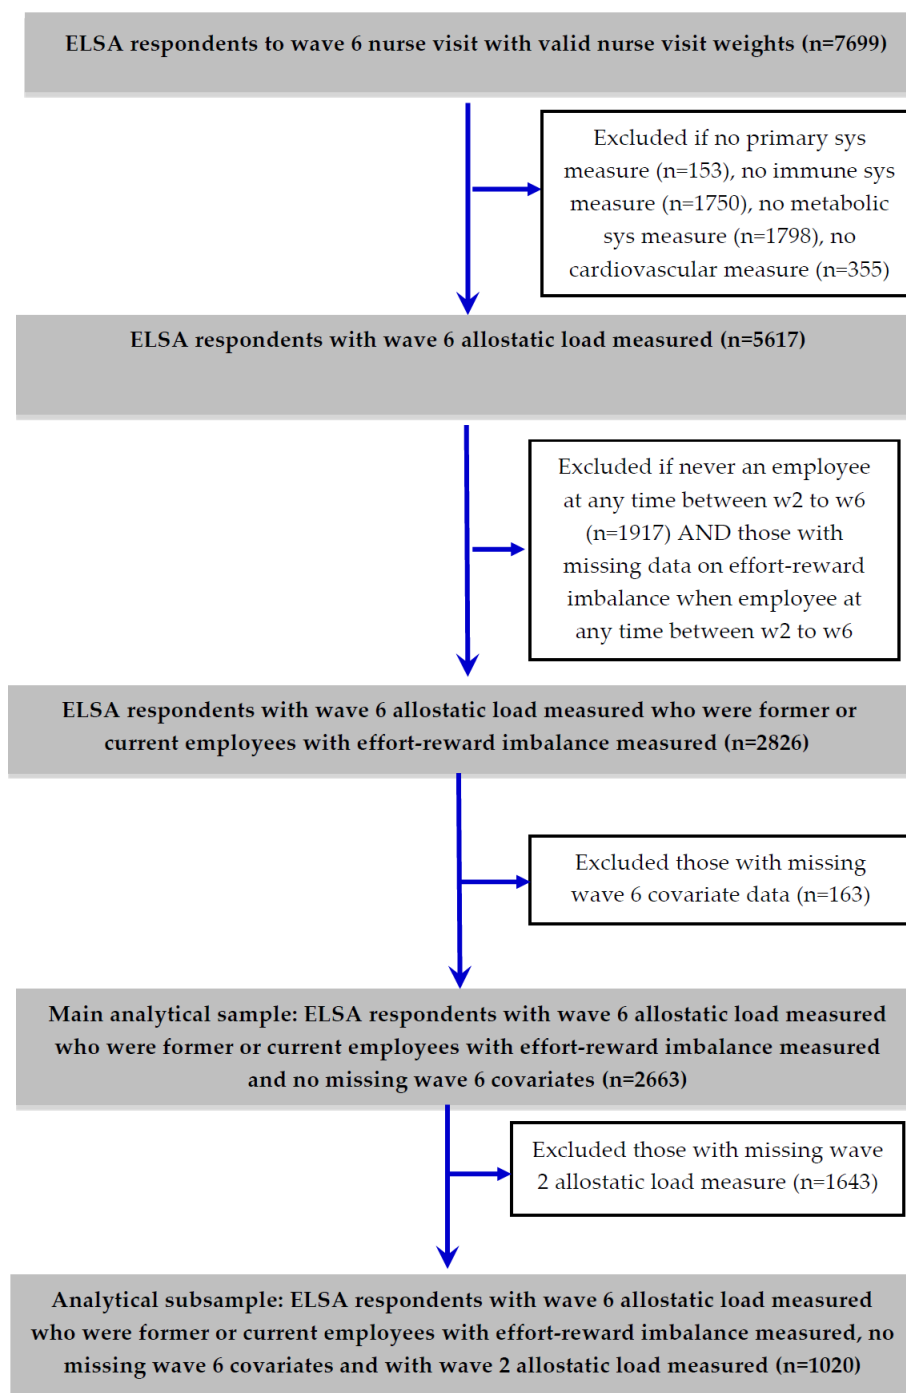 ELSA respondents to wave 6 nurse visit with valid nurse visit weights (n=7699)
Excluded if no primary sys
measure (n=153), no immune sys
measure (n=1750), no metabolic
sys measure (n=1798), no
cardiovascular measure (n=355)
ELSA respondents with wave 6 allostatic load measured (n=5617)
Excluded if never an employee
at any time between w2 to w6
(n=1917) AND those with
missing data on effort-reward
imbalance when employee at
any time between w2 to w6
ELSA respondents with wave 6 allostatic load measured who were former or
current employees with effort-reward imbalance measured (n=2826)
Excluded those with missing
wave 6 covariate data (n=163)
Main analytical sample: ELSA respondents with wave 6 allostatic load measured
who were former or current employees with effort-reward imbalance measured
and no missing wave 6 covariates (n=2663)
Excluded those with missing wave
2 allostatic load measure (n=1643)
Analytical subsample: ELSA respondents with wave 6 allostatic load measured
who were former or current employees with effort-reward imbalance measured, no
missing wave 6 covariates and with wave 2 allostatic load measured (n=1020)